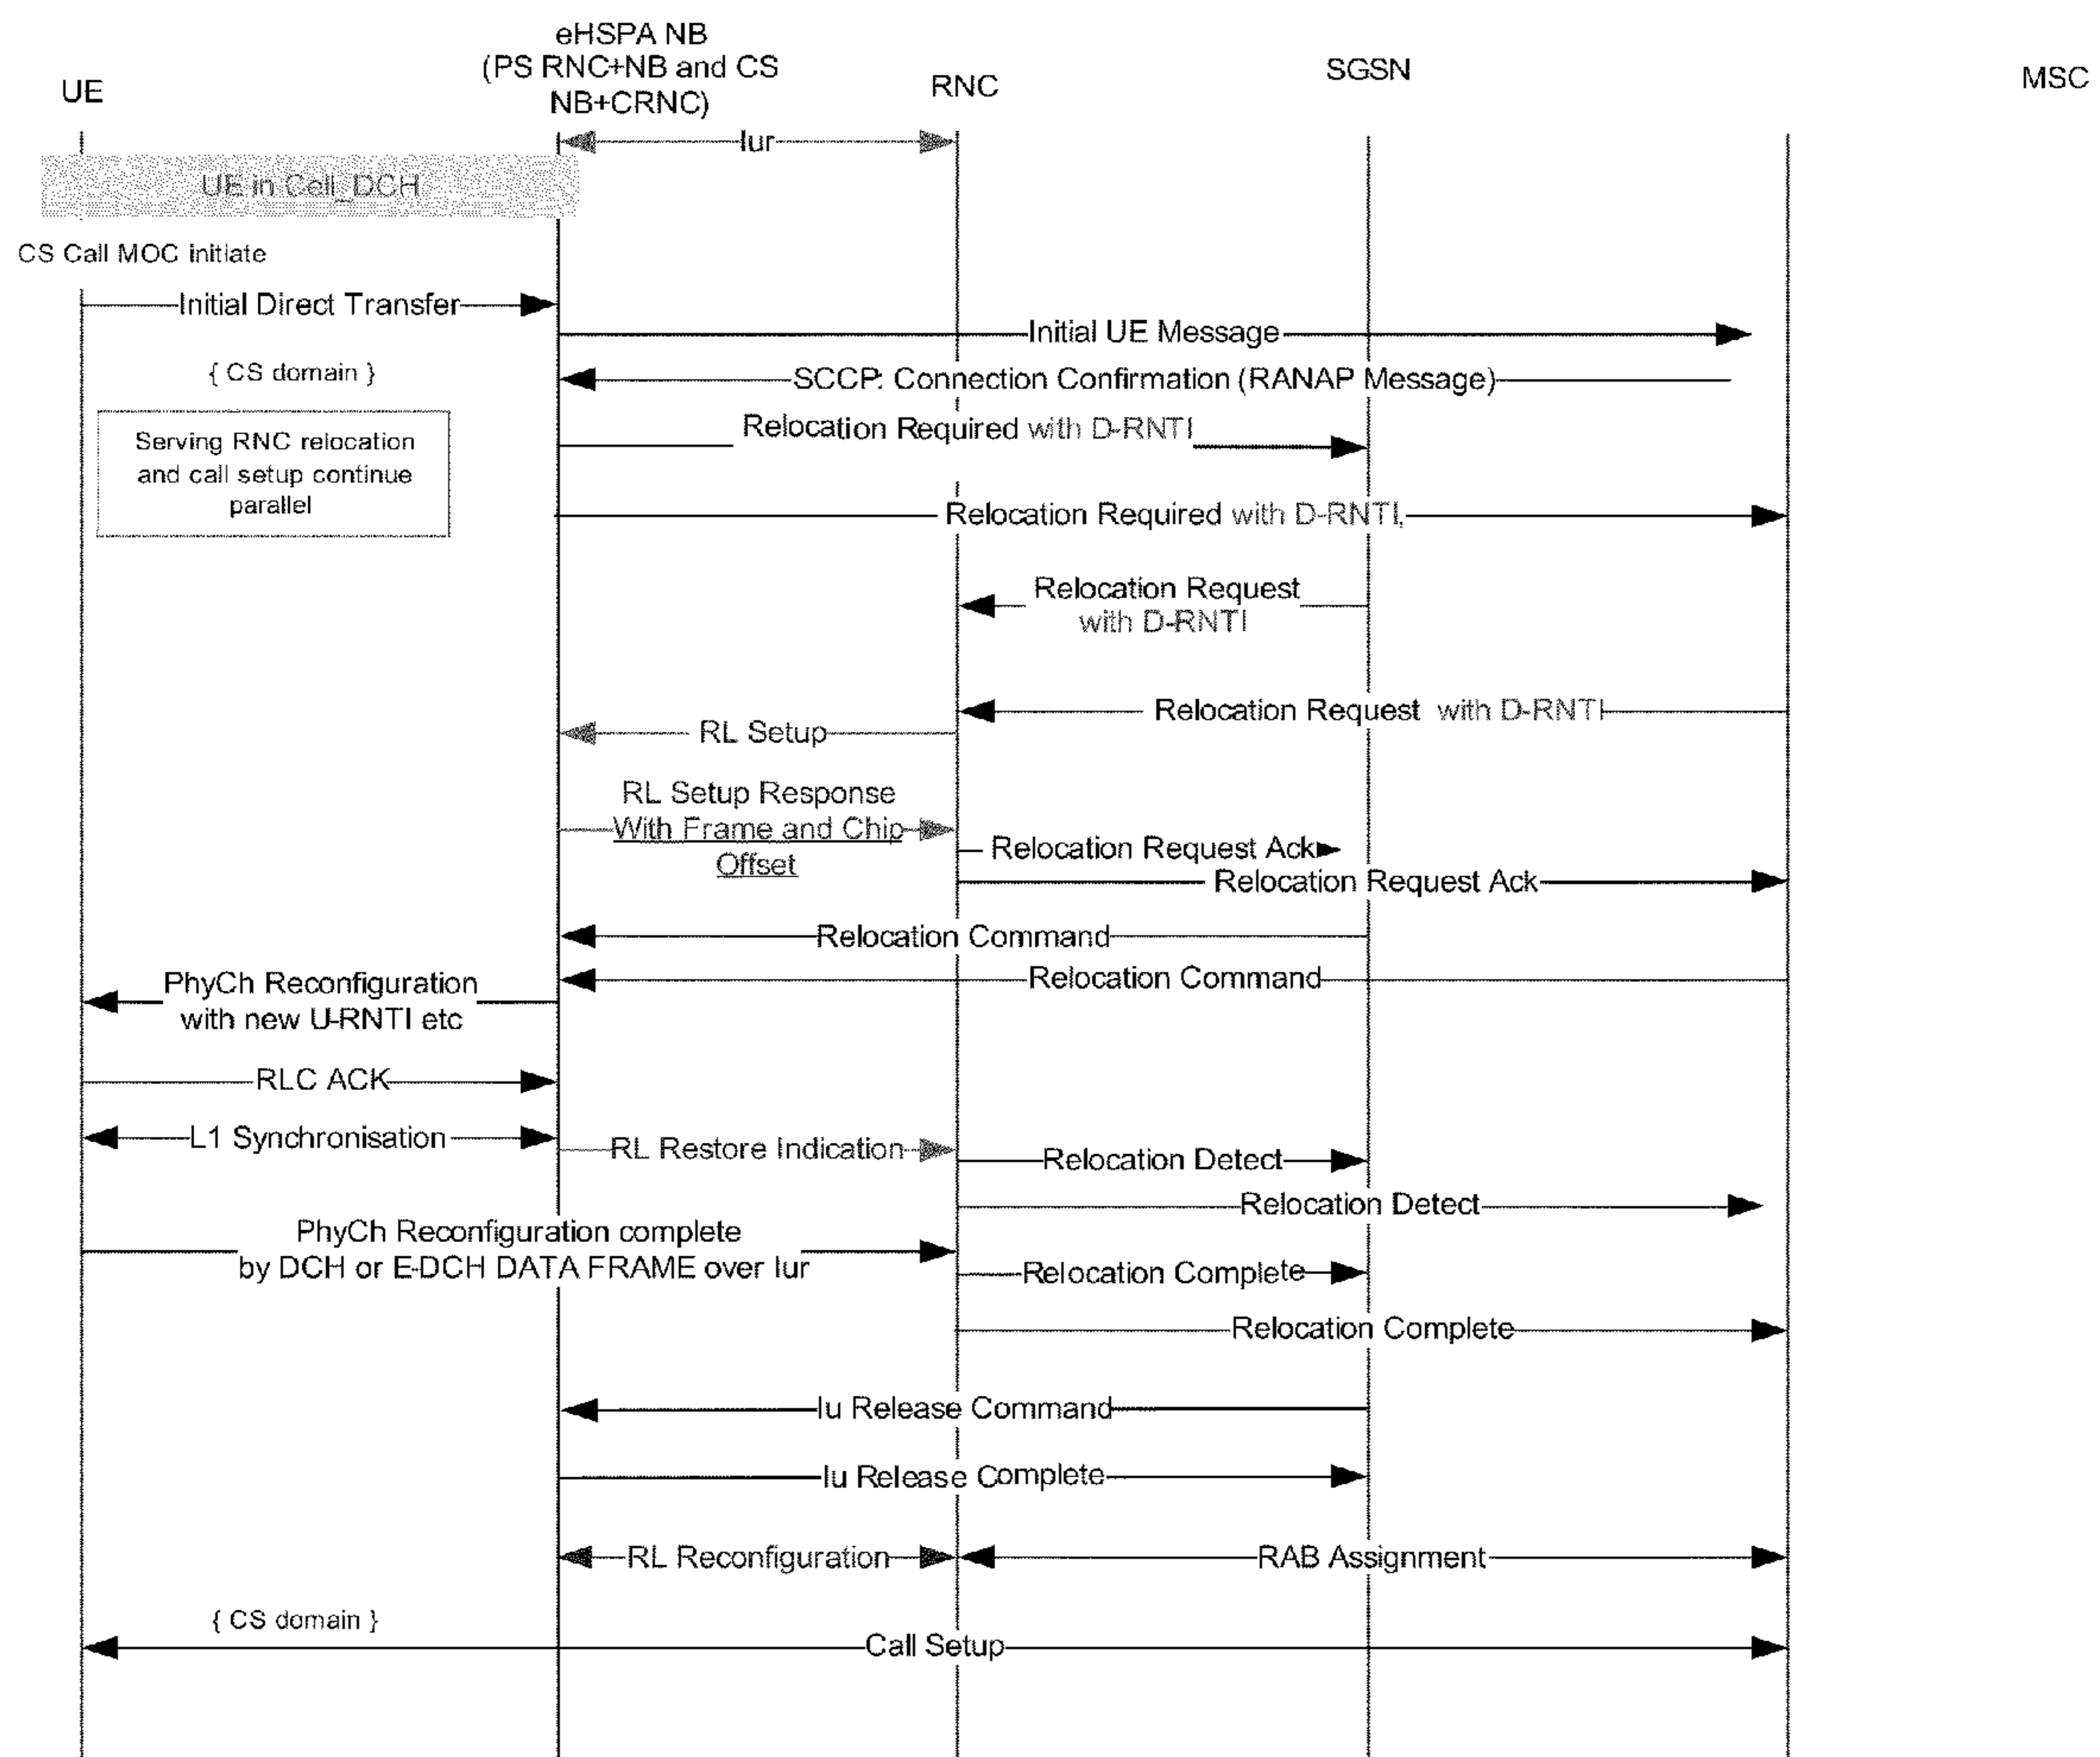 eHSPA NB
(PS RNC+NB and CS
NB+CRNC)
UE
RNC
SGSN
MSC
Iur
UE in Cell_DCH
CS Call MOC initiate
Initial Direct Transfer
Initial UE Message
{ CS domain }
SCCP: Connection Confirmation (RANAP Message)
Relocation Required with D-RNTI
Serving RNC relocation
and call setup continue
parallel
Relocation Required with D-RNTI,
Relocation Request
with D-RNTI
Relocation Request with D-RNTI
RL Setup
RL Setup Response
With Frame and Chip
Offset
Relocation Request Ack
Relocation Request Ack
Relocation Command
Relocation Command
PhyCh Reconfiguration
with new U-RNTI etc
RLC ACK
L1 Synchronisation
RL Restore Indication
Relocation Detect
Relocation Detect
PhyCh Reconfiguration complete
by DCH or E-DCH DATA FRAME over Iur
Relocation Complete
Relocation Complete
Iu Release Command
Iu Release Complete
RL Reconfiguration
RAB Assignment
{ CS domain }
Call Setup